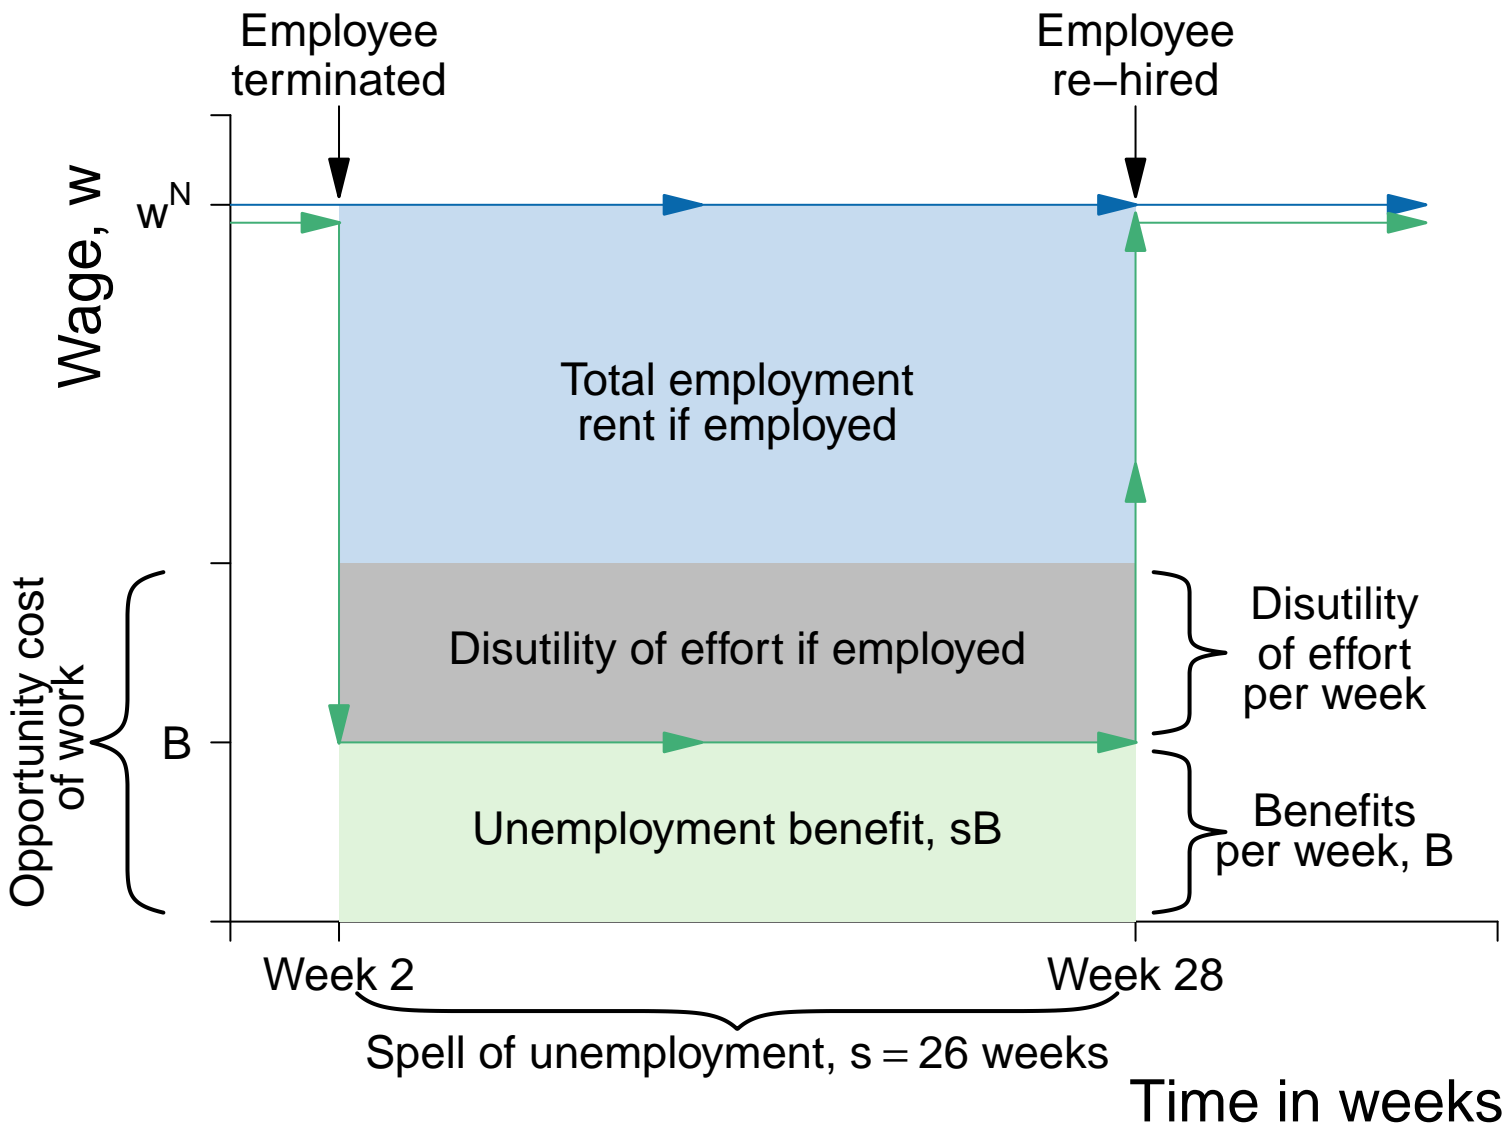 Employee
terminated
Employee
re−hired
Wage, w
w^N
Total employment
rent if employed
Opportunity cost
of work
Disutility of effort if employed
Disutility
of effort
per week
B
Unemployment benefit, sB
Benefits
per week, B
Week 2
Week 28
Spell of unemployment, s = 26 weeks
Time in weeks